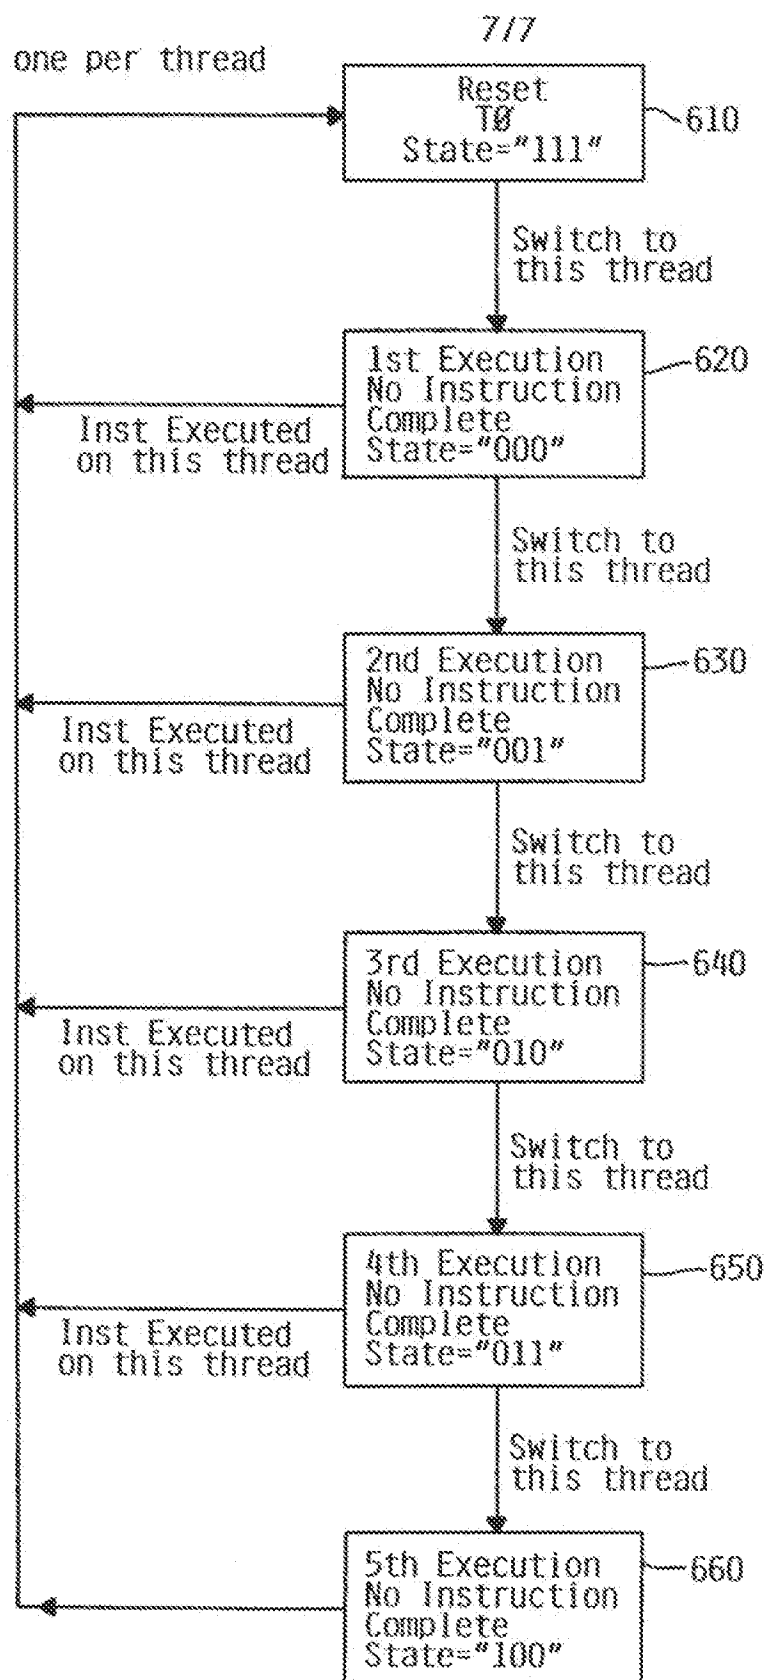 7/7
one per thread
Reset
TØ
State="111"
610
Switch to
this thread
1st Execution
No Instruction
Complete
State="000"
620
Inst Executed
on this thread
Switch to
this thread
2nd Execution
No Instruction
Complete
State="001"
630
Inst Executed
on this thread
Switch to
this thread
3rd Execution
No Instruction
Complete
State="010"
640
Inst Executed
on this thread
Switch to
this thread
4th Execution
No Instruction
Complete
State="011"
650
Inst Executed
on this thread
Switch to
this thread
5th Execution
No Instruction
Complete
State="100"
660